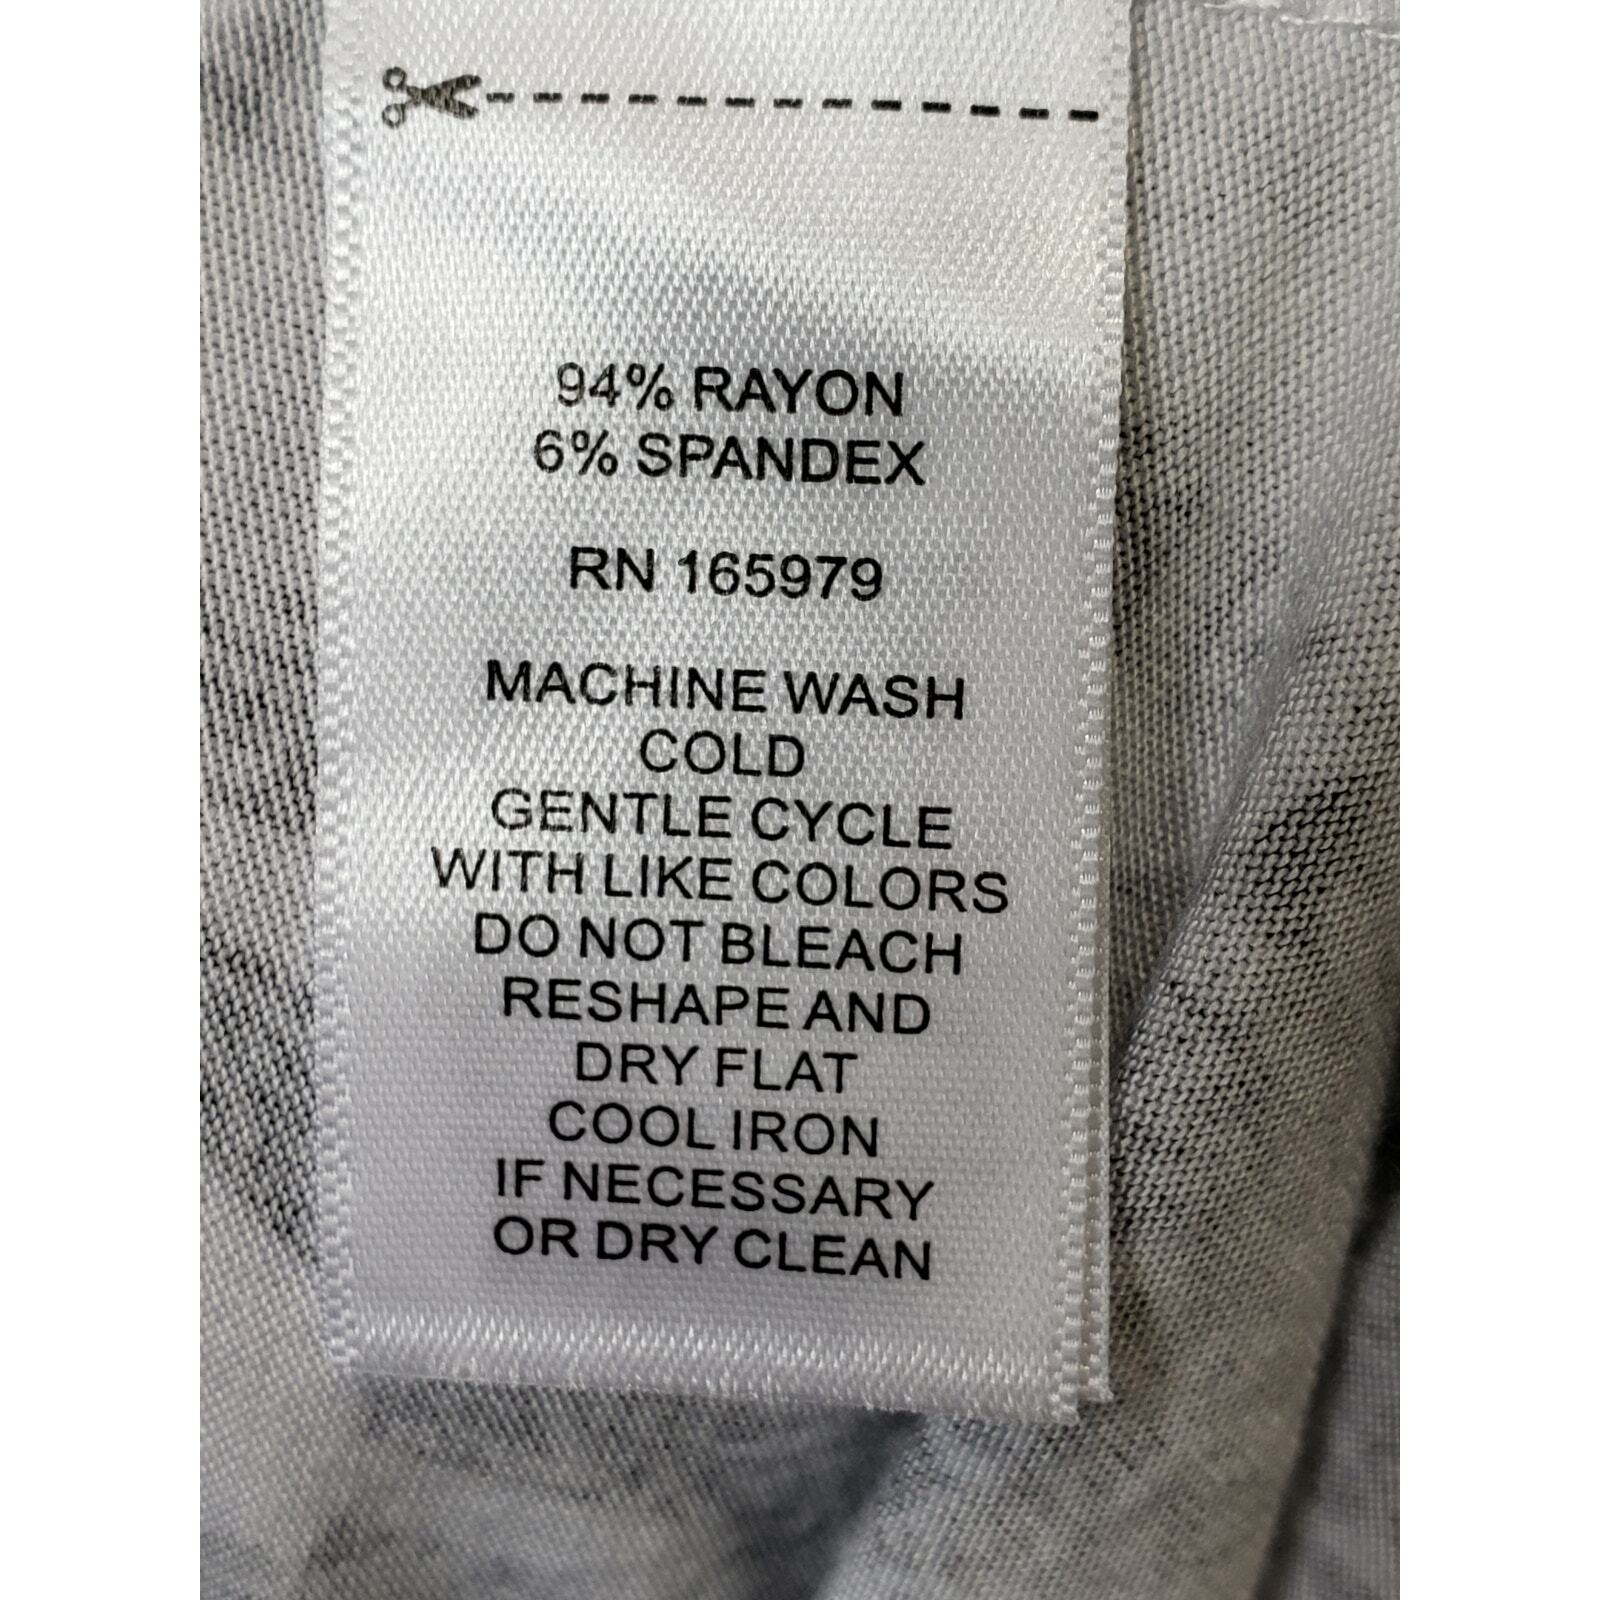 94% RAYON
6% SPANDEX
RN 165979
MACHINE WASH
COLD
GENTLE CYCLE
WITH LIKE COLORS
DO NOT BLEACH
RESHAPE AND
DRY FLAT
COOL IRON
IF NECESSARY
OR DRY CLEAN